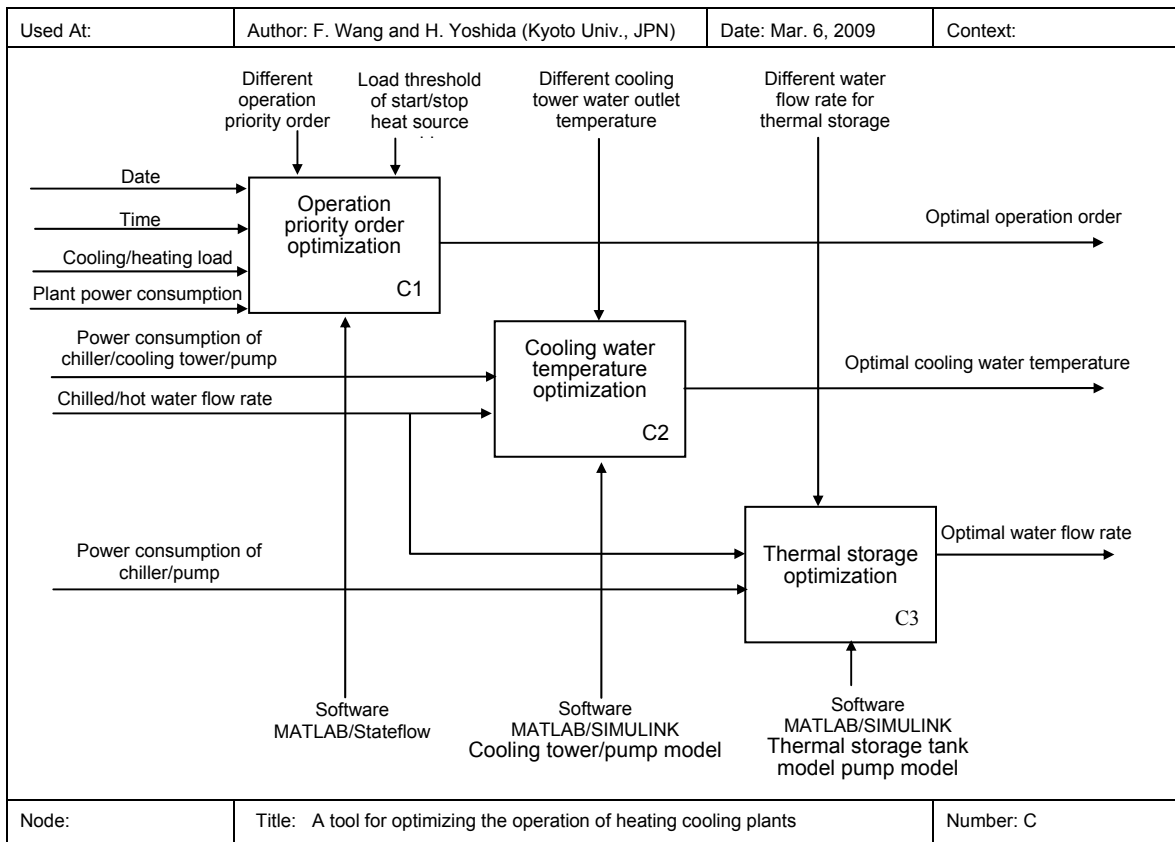 Used At:
Author: F. Wang and H. Yoshida (Kyoto Univ., JPN)
Date: Mar. 6, 2009
Context:
Different
operation
priority order
Load threshold
of start/stop
heat source
Different cooling
tower water outlet
temperature
Different water
flow rate for
thermal storage
Date
Time
Cooling/heating load
Plant power consumption
Operation
priority order
optimization
C1
Optimal operation order
Power consumption of
chiller/cooling tower/pump
Chilled/hot water flow rate
Cooling water
temperature
optimization
C2
Optimal cooling water temperature
Power consumption of
chiller/pump
Thermal storage
optimization
C3
Optimal water flow rate
Software
MATLAB/Stateflow
Software
MATLAB/SIMULINK
Cooling tower/pump model
Software
MATLAB/SIMULINK
Thermal storage tank
model pump model
Node:
Title: A tool for optimizing the operation of heating cooling plants
Number: C